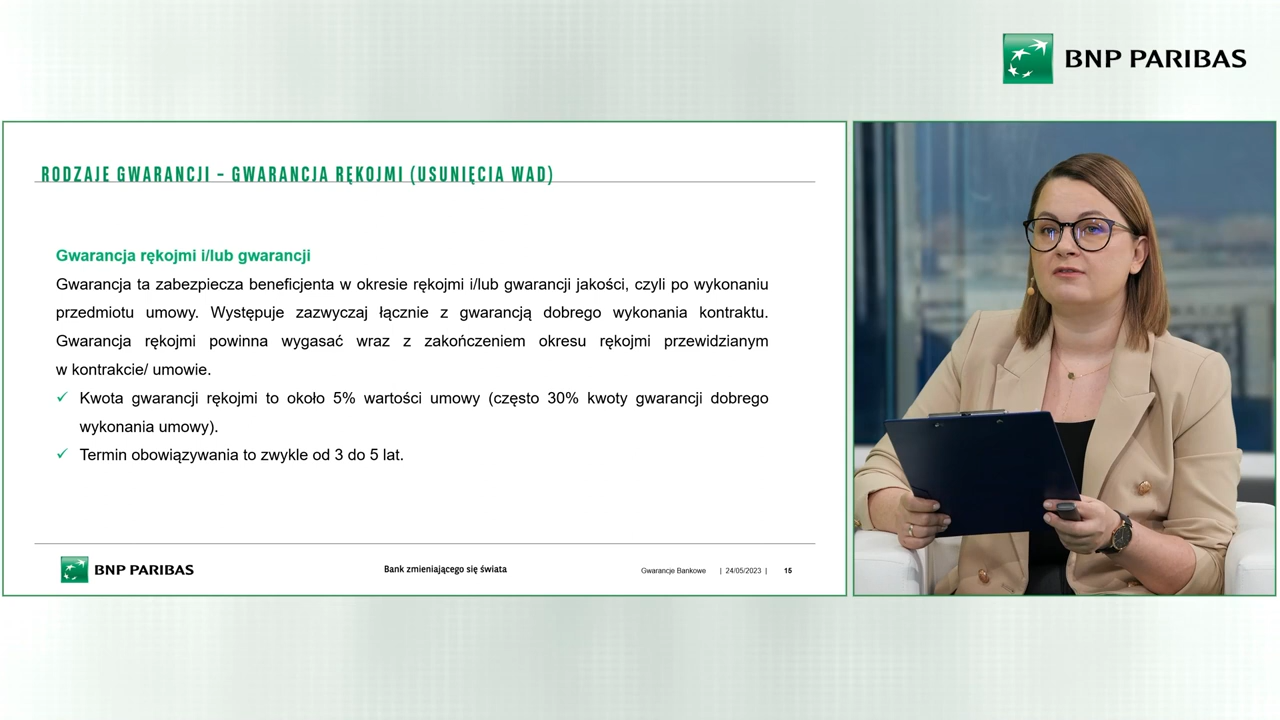 BNP PARIBAS
RODZAJE GWARANCJI – GWARANCJA RĘKOJMI (USUNIĘCIA WAD)
Gwarancja rękojmi i/lub gwarancji
Gwarancja ta zabezpiecza beneficjenta w okresie rękojmi i/lub gwarancji jakości, czyli po wykonaniu
przedmiotu umowy. Występuje zazwyczaj łącznie z gwarancją dobrego wykonania kontraktu.
Gwarancja rękojmi powinna wygasać wraz z zakończeniem okresu rękojmi przewidzianym
w kontrakcie/ umowie.
✓ Kwota gwarancji rękojmi to około 5% wartości umowy (często 30% kwoty gwarancji dobrego
wykonania umowy).
✓ Termin obowiązywania to zwykle od 3 do 5 lat.
BNP PARIBAS
Bank zmieniającego się świata
Gwarancje Bankowe | 24/05/2023 | 15